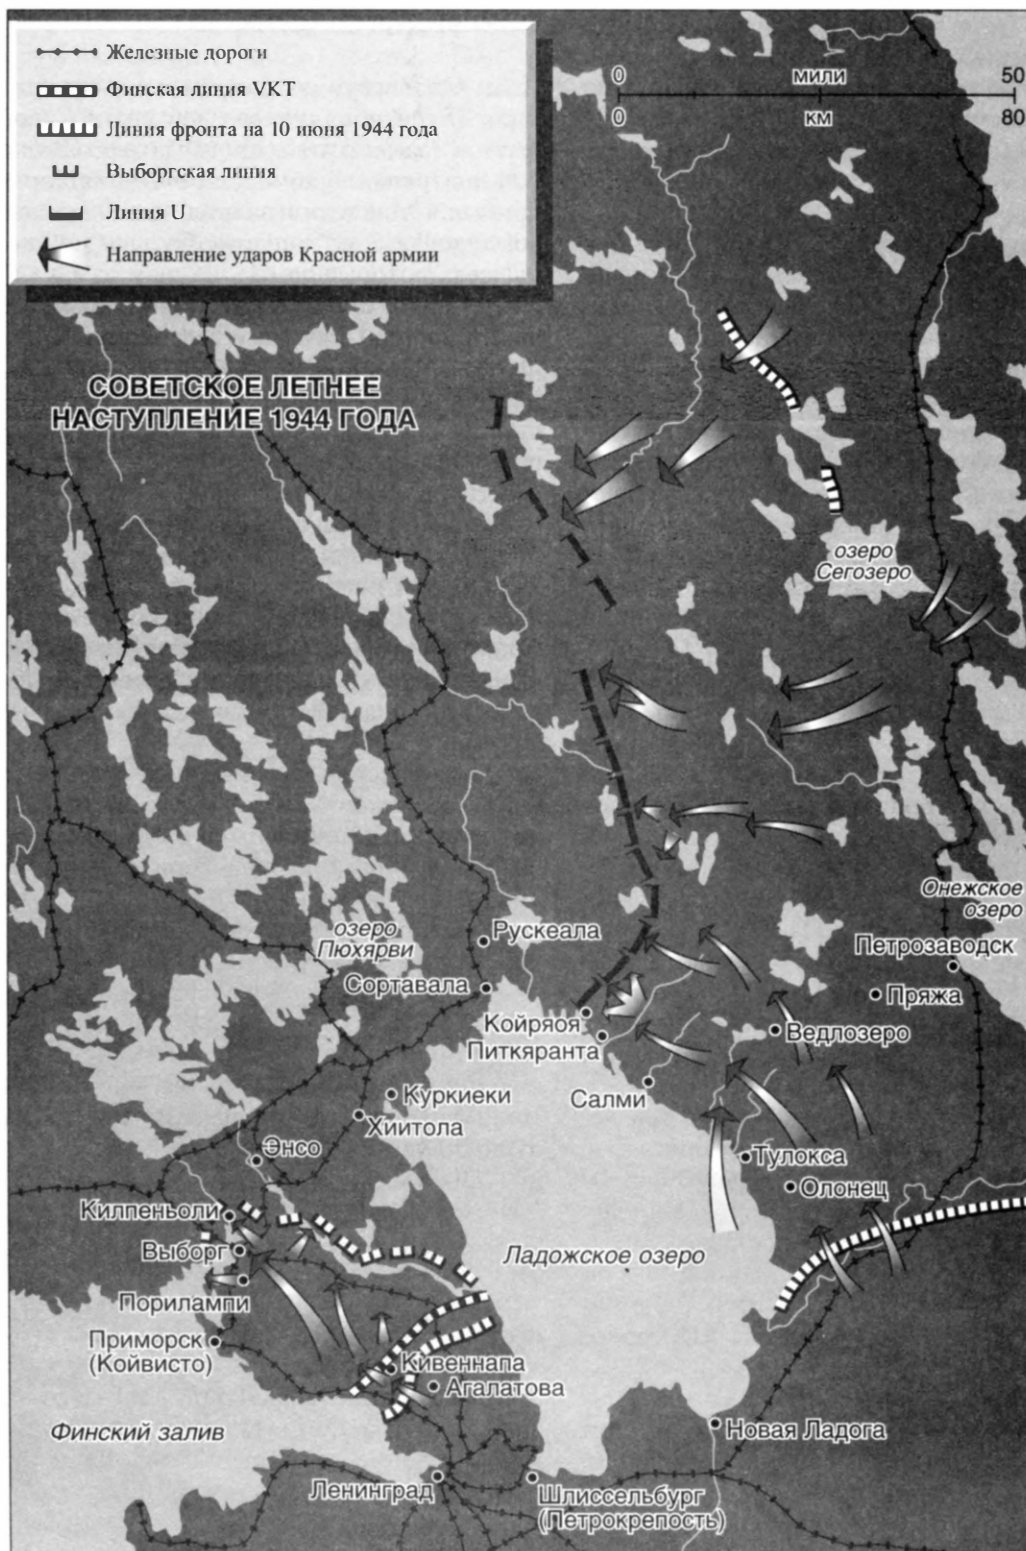 Железные дороги
Финская линия VKT
Линия фронта на 10 июня 1944 года
Выборгская линия
Линия U
Направление ударов Красной армии
0 мили 50
0 км 80
СОВЕТСКОЕ ЛЕТНЕЕ
НАСТУПЛЕНИЕ 1944 ГОДА
озеро
Сегозеро
Онежское
озеро
Петрозаводск
Пряжа
Ведлозеро
Рускеала
озеро
Пюхярви
Сортавала
Койряоя
Питкяранта
Салми
Куркиеки
Хиитола
Энсо
Тулокса
Олонец
Килпеньоли
Выборг
Ладожское озеро
Порилампи
Приморск
(Койвисто)
Кивеннапа
Агалатова
Финский залив
Новая Ладога
Ленинград
Шлиссельбург
(Петрокрепость)